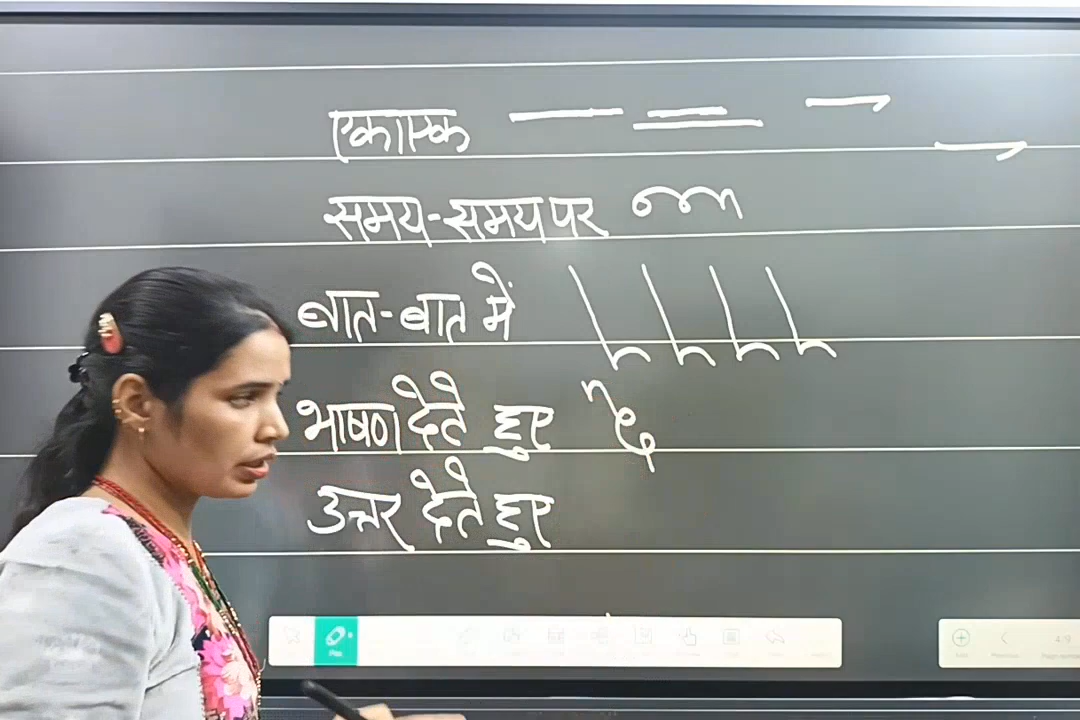 एकाएक
समय-समय पर
बात-बात में
भाषण देते हुए
उत्तर देते हुए